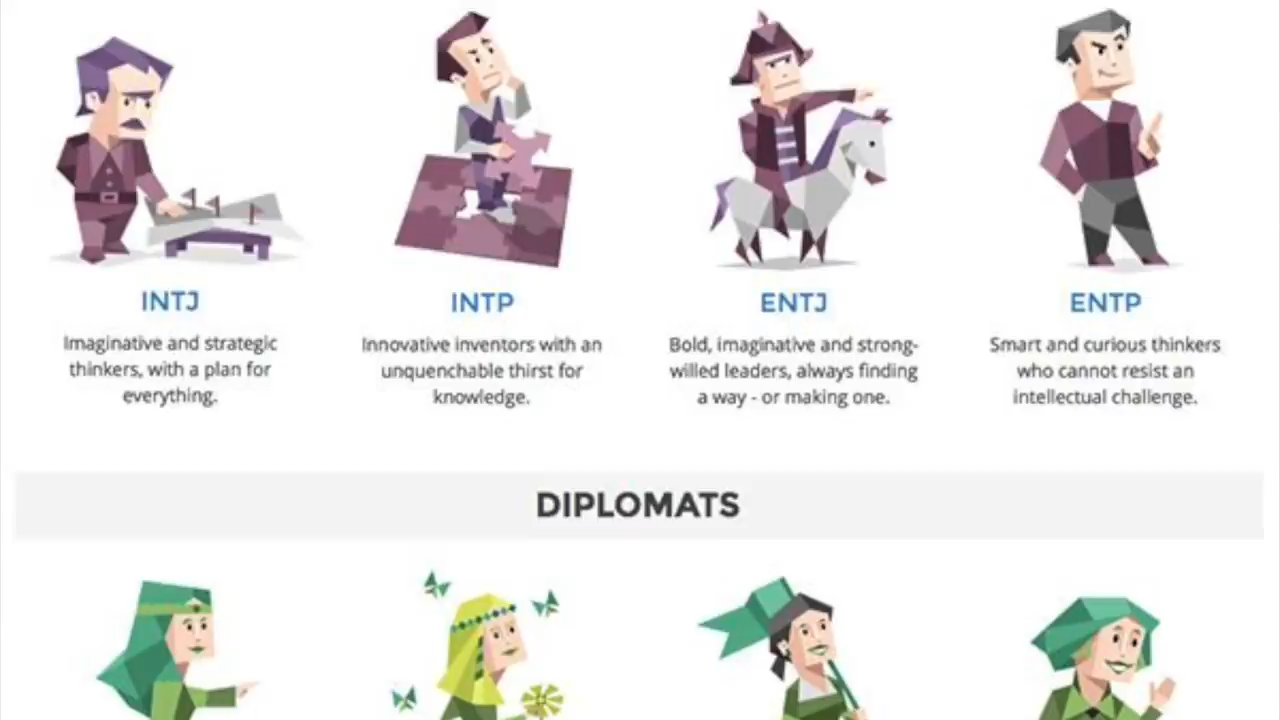 INTJ
Imaginative and strategic
thinkers, with a plan for
everything.
INTP
Innovative inventors with an
unquenchable thirst for
knowledge.
ENTJ
Bold, imaginative and strong-
willed leaders, always finding
a way - or making one.
ENTP
Smart and curious thinkers
who cannot resist an
intellectual challenge.
DIPLOMATS